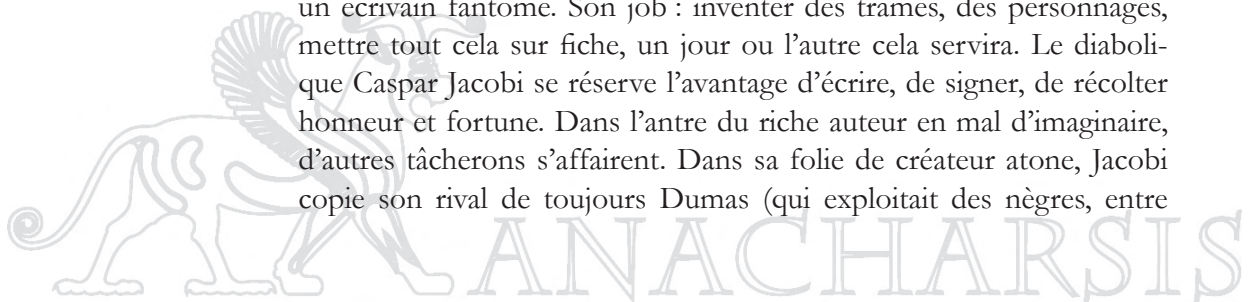 un écrivain fantôme. Son job : inventer des trames, des personnages,
mettre tout cela sur fiche, un jour ou l'autre cela servira. Le diaboli-
que Caspar Jacobi se réserve l'avantage d'écrire, de signer, de récolter
honneur et fortune. Dans l'antre du riche auteur en mal d'imaginaire,
d'autres tâcherons s'affairent. Dans sa folie de créateur atone, Jacobi
copie son rival de toujours Dumas (qui exploitait des nègres, entre
ANACHARSIS